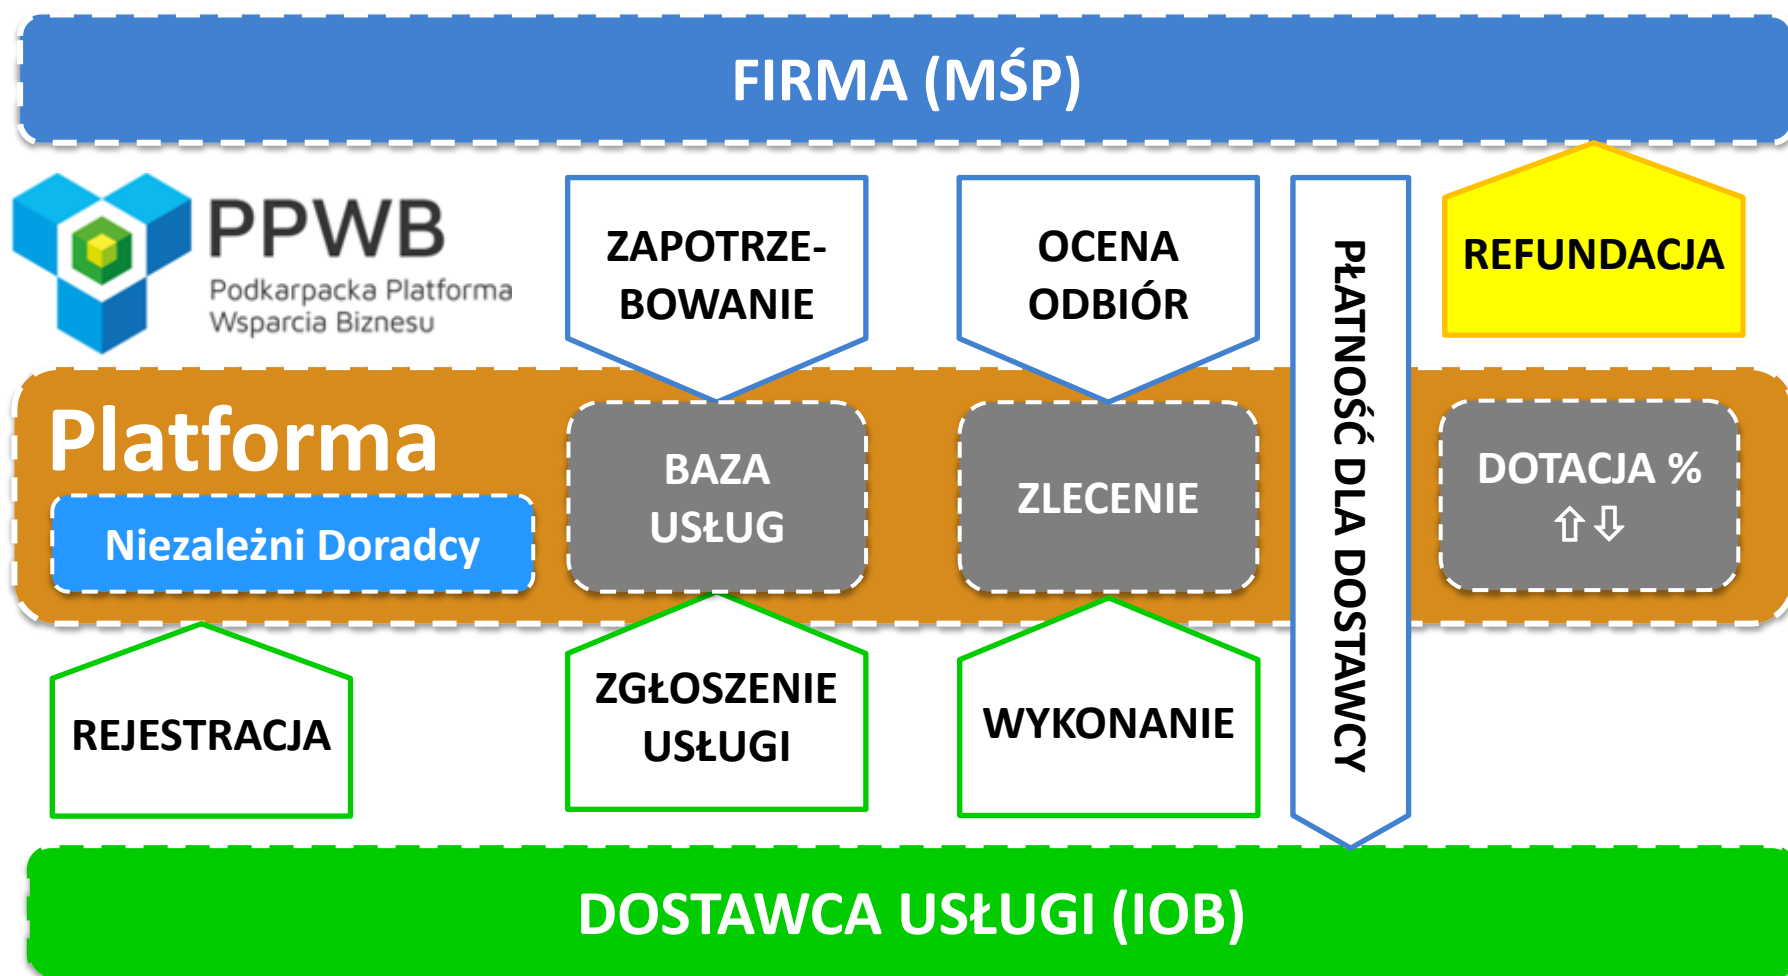 FIRMA (MŚP)
PPWB
Podkarpacka Platforma
Wsparcia Biznesu
ZAPOTRZE-
BOWANIE
OCENA
ODBIÓR
PŁATNOŚĆ DLA DOSTAWCY
REFUNDACJA
Platforma
Niezależni Doradcy
BAZA
USŁUG
ZLECENIE
DOTACJA %
⇧⇩
REJESTRACJA
ZGŁOSZENIE
USŁUGI
WYKONANIE
DOSTAWCA USŁUGI (IOB)